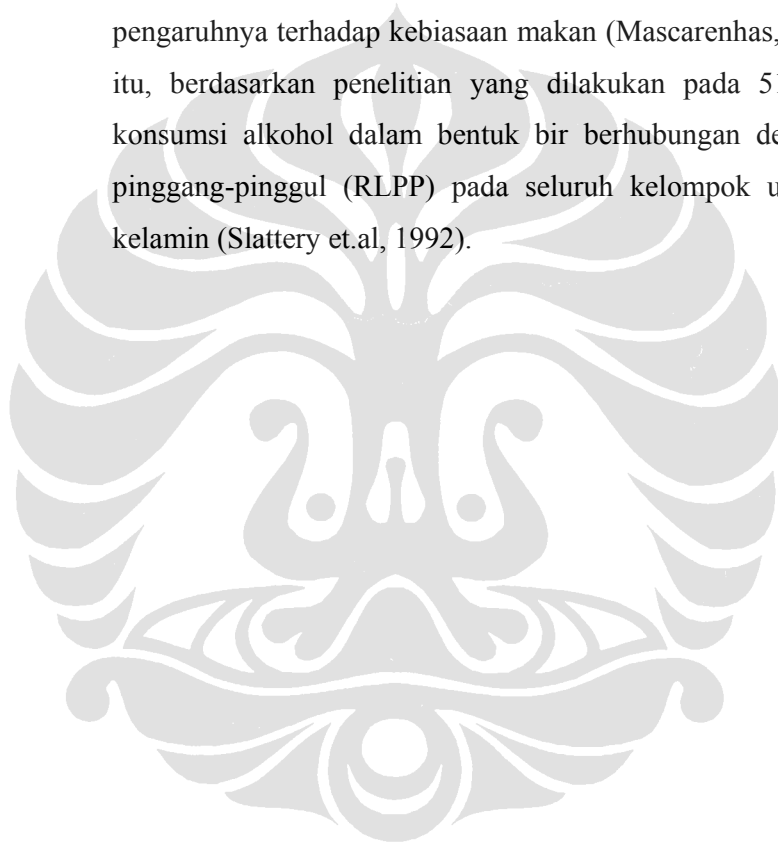 pengaruhnya terhadap kebiasaan makan (Mascarenhas,
itu, berdasarkan penelitian yang dilakukan pada 51
konsumsi alkohol dalam bentuk bir berhubungan de
pinggang-pinggul (RLPP) pada seluruh kelompok u
kelamin (Slattery et.al, 1992).